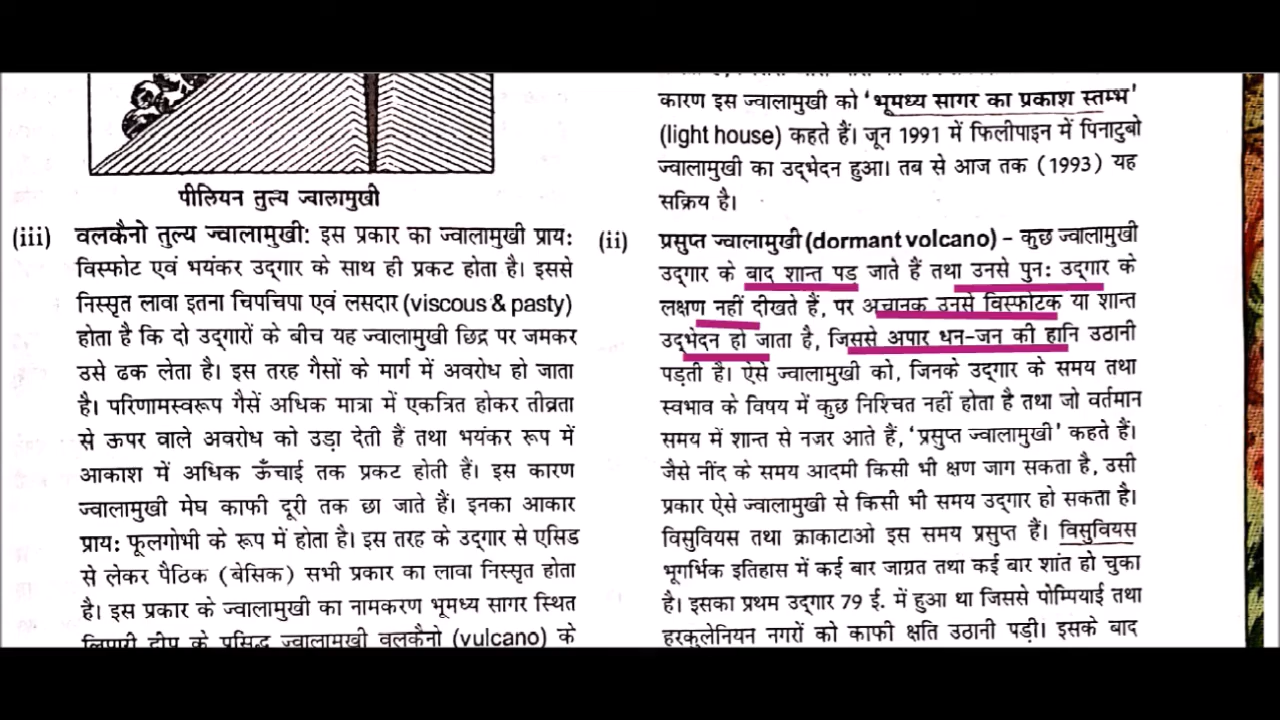 पीलियन तुल्य ज्वालामुखी
(iii) वलकैनो तुल्य ज्वालामुखी: इस प्रकार का ज्वालामुखी प्राय:
विस्फोट एवं भयंकर उद्‌गार के साथ ही प्रकट होता है। इससे
निस्सृत लावा इतना चिपचिपा एवं लसदार (viscous & pasty)
होता है कि दो उद्‌गारों के बीच यह ज्वालामुखी छिद्र पर जमकर
उसे ढक लेता है। इस तरह गैसों के मार्ग में अवरोध हो जाता
है। परिणामस्वरूप गैसें अधिक मात्रा में एकत्रित होकर तीव्रता
से ऊपर वाले अवरोध को उड़ा देती हैं तथा भयंकर रूप में
आकाश में अधिक ऊँचाई तक प्रकट होती हैं। इस कारण
ज्वालामुखी मेघ काफी दूरी तक छा जाते हैं। इनका आकार
प्राय: फूलगोभी के रूप में होता है। इस तरह के उद्‌गार से एसिड
से लेकर पैठिक (बेसिक) सभी प्रकार का लावा निस्सृत होता
है। इस प्रकार के ज्वालामुखी का नामकरण भूमध्य सागर स्थित
लिपारी द्वीप के प्रसिद्ध ज्वालामुखी वलकैनो (vulcano) के
कारण इस ज्वालामुखी को 'भूमध्य सागर का प्रकाश स्तम्भ'
(light house) कहते हैं। जून 1991 में फिलीपाइन में पिनाटुबो
ज्वालामुखी का उद्‌भेदन हुआ। तब से आज तक (1993) यह
सक्रिय है।
(ii) प्रसुप्त ज्वालामुखी (dormant volcano) – कुछ ज्वालामुखी
उद्‌गार के बाद शान्त पड़ जाते हैं तथा उनसे पुन: उद्‌गार के
लक्षण नहीं दीखते हैं, पर अचानक उनसे विस्फोटक या शान्त
उद्‌भेदन हो जाता है, जिससे अपार धन-जन की हानि उठानी
पड़ती है। ऐसे ज्वालामुखी को, जिनके उद्‌गार के समय तथा
स्वभाव के विषय में कुछ निश्चित नहीं होता है तथा जो वर्तमान
समय में शान्त से नजर आते हैं, 'प्रसुप्त ज्वालामुखी' कहते हैं।
जैसे नींद के समय आदमी किसी भी क्षण जाग सकता है, उसी
प्रकार ऐसे ज्वालामुखी से किसी भी समय उद्‌गार हो सकता है।
विसुवियस तथा क्राकाटाओ इस समय प्रसुप्त हैं। विसुवियस
भूगर्भिक इतिहास में कई बार जाग्रत तथा कई बार शांत हो चुका
है। इसका प्रथम उद्‌गार 79 ई. में हुआ था जिससे पोम्पियाई तथा
हरकुलेनियन नगरों को काफी क्षति उठानी पड़ी। इसके बाद